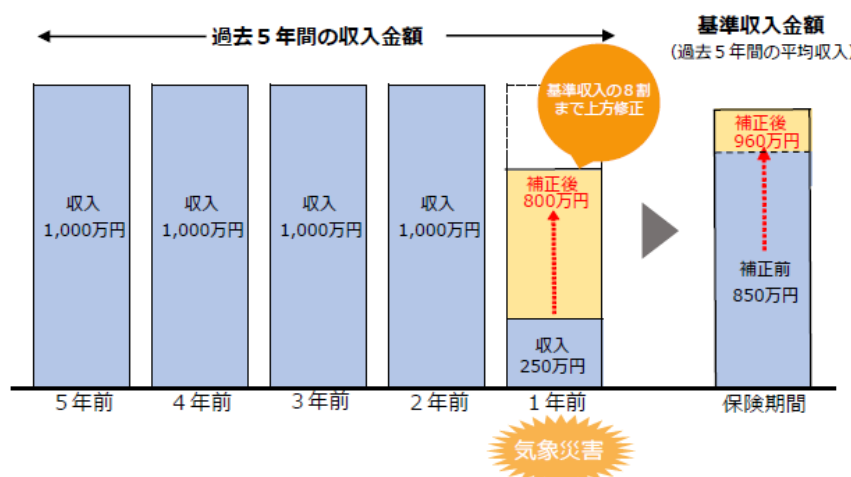 過去５年間の収入金額
基準収入金額
(過去５年間の平均収入)
基準収入の８割
まで上方修正
収入
1,000万円
収入
1,000万円
収入
1,000万円
収入
1,000万円
補正後
800万円
収入
250万円
補正後
960万円
補正前
850万円
５年前
４年前
３年前
２年前
１年前
保険期間
気象災害